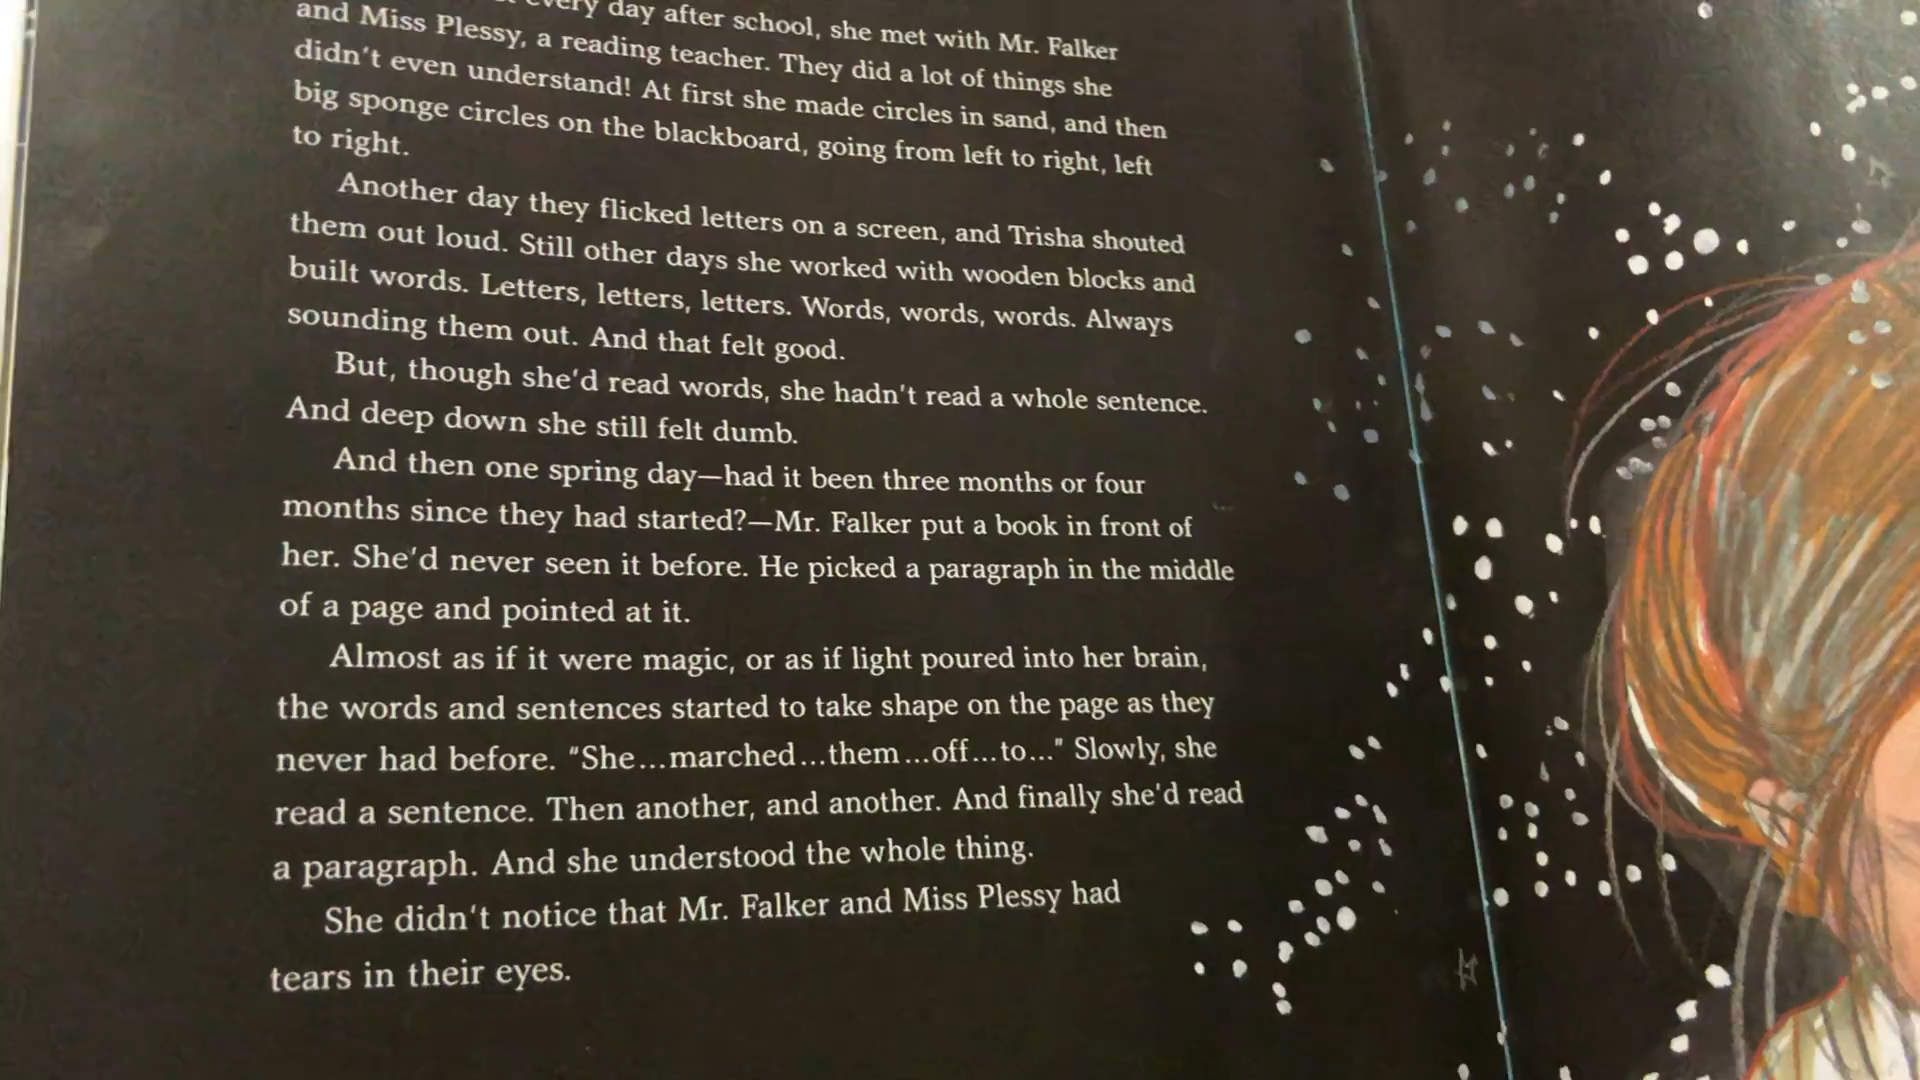 every day after school, she met with Mr. Falker
and Miss Plessy, a reading teacher. They did a lot of things she
didn't even understand! At first she made circles in sand, and then
big sponge circles on the blackboard, going from left to right, left
to right.
Another day they flicked letters on a screen, and Trisha shouted
them out loud. Still other days she worked with wooden blocks and
built words. Letters, letters, letters. Words, words, words. Always
sounding them out. And that felt good.
But, though she'd read words, she hadn't read a whole sentence.
And deep down she still felt dumb.
And then one spring day—had it been three months or four
months since they had started?—Mr. Falker put a book in front of
her. She'd never seen it before. He picked a paragraph in the middle
of a page and pointed at it.
Almost as if it were magic, or as if light poured into her brain,
the words and sentences started to take shape on the page as they
never had before. "She...marched...them...off...to..." Slowly, she
read a sentence. Then another, and another. And finally she'd read
a paragraph. And she understood the whole thing.
She didn't notice that Mr. Falker and Miss Plessy had
tears in their eyes.